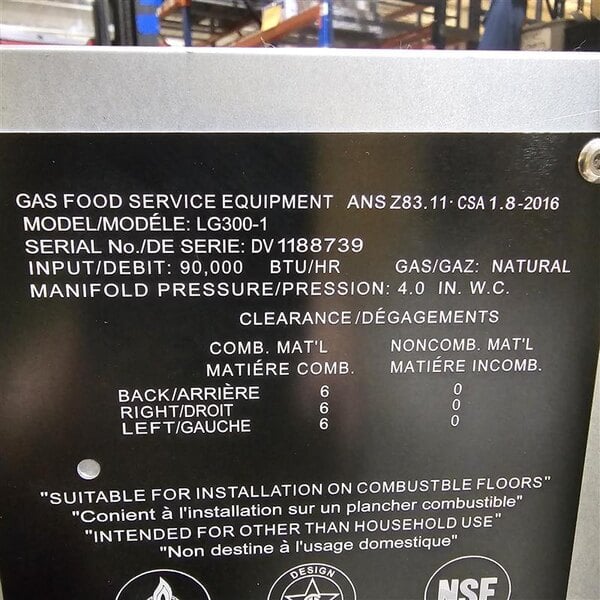 GAS FOOD SERVICE EQUIPMENT ANS Z83.11· CSA 1.8-2016
MODEL/MODÉLE: LG300-1
SERIAL No./DE SERIE: DV 1188739
INPUT/DEBIT: 90,000 BTU/HR GAS/GAZ: NATURAL
MANIFOLD PRESSURE/PRESSION: 4.0 IN. W.C.
CLEARANCE/DÉGAGEMENTS
COMB. MAT'L NONCOMB. MAT'L
MATIÉRE COMB. MATIÉRE INCOMB.
BACK/ARRIÈRE 6 0
RIGHT/DROIT 6 0
LEFT/GAUCHE 6 0
"SUITABLE FOR INSTALLATION ON COMBUSTBLE FLOORS"
"Conient à l'installation sur un plancher combustible"
"INTENDED FOR OTHER THAN HOUSEHOLD USE"
"Non destine à l'usage domestique"
DESIGN
NSF